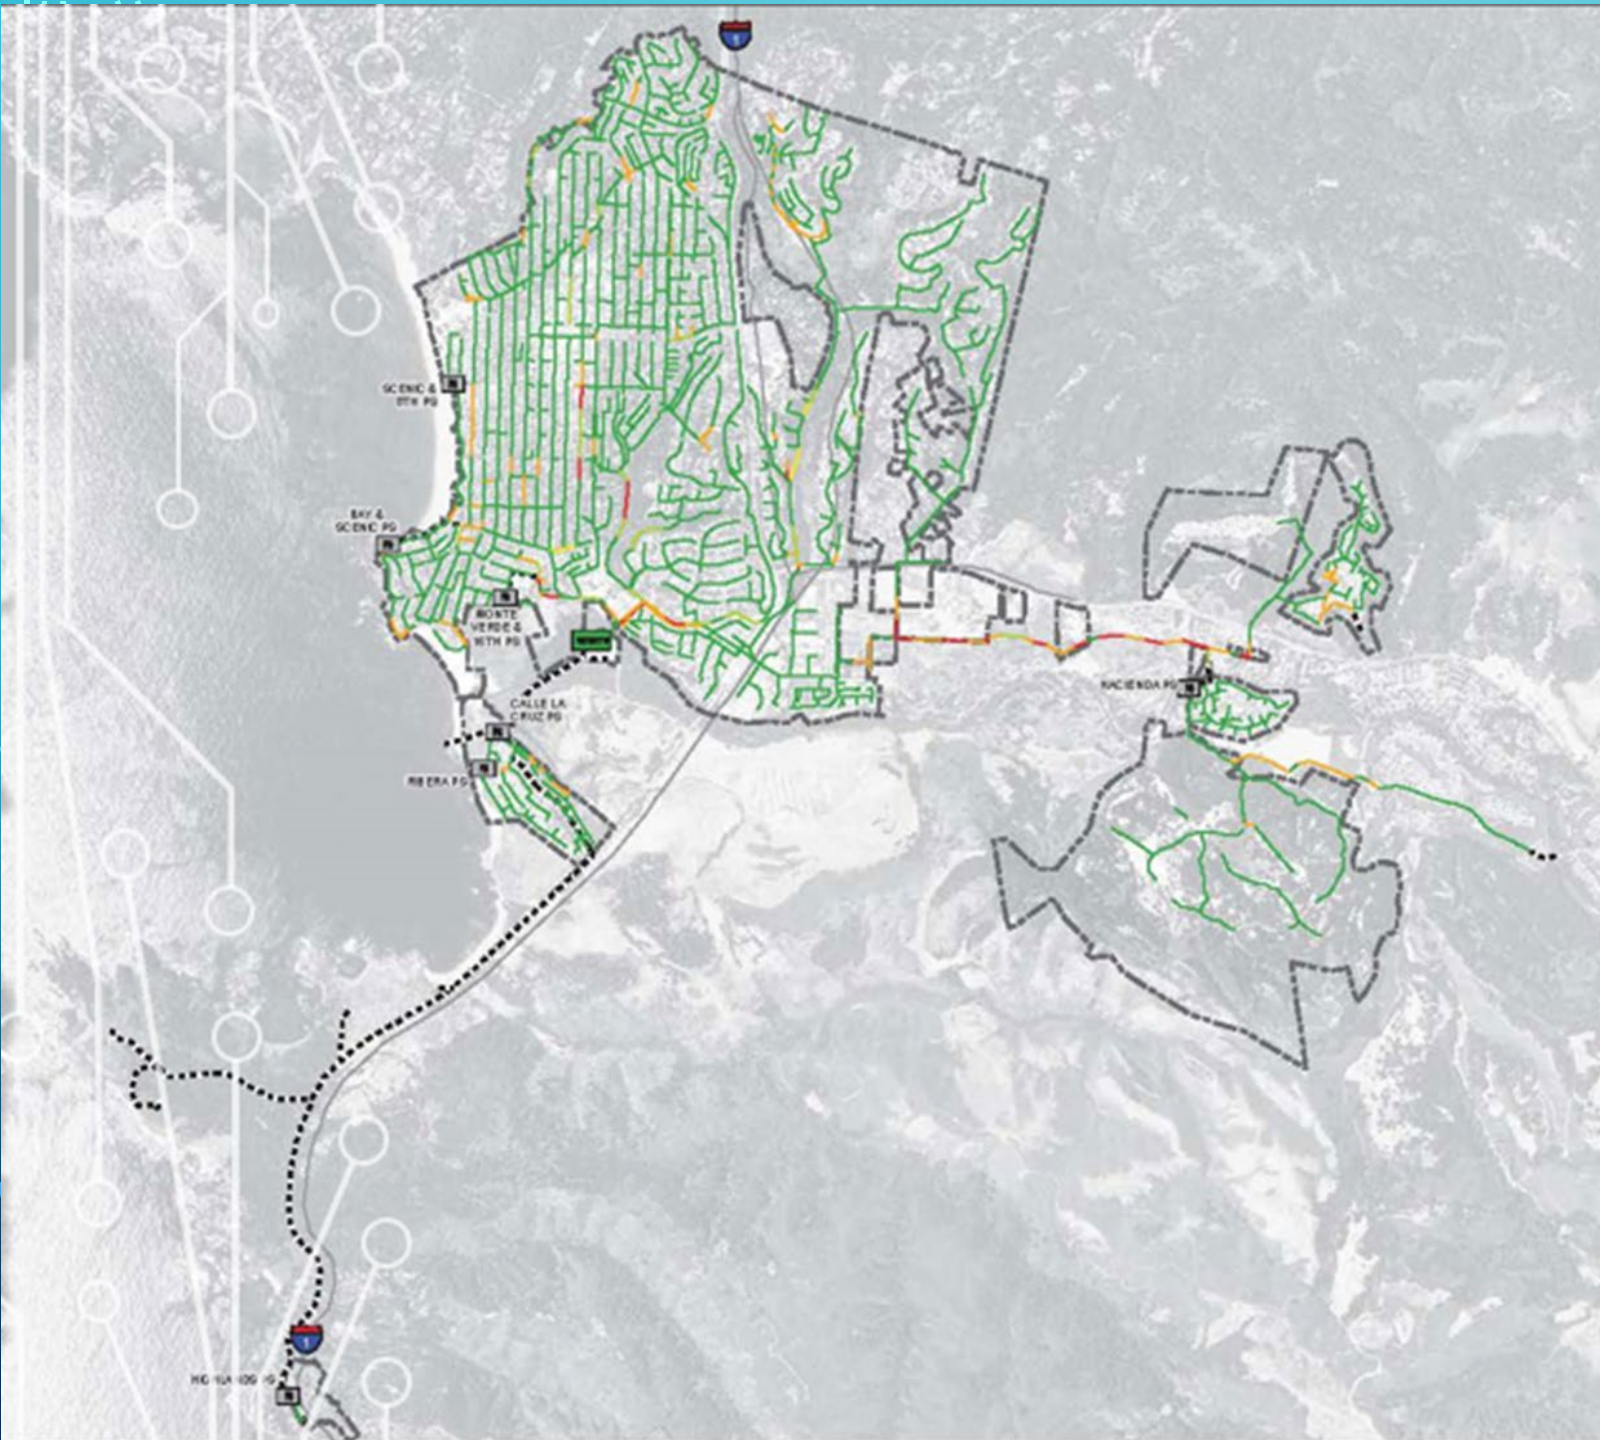 1
SCENIC &
8TH PS
BAY &
SCENIC PS
MONTE
VERDE &
16TH PS
CALLE LA
CRUZ PS
RIBERA PS
HACIENDA PS
1
HIGHLANDS PS